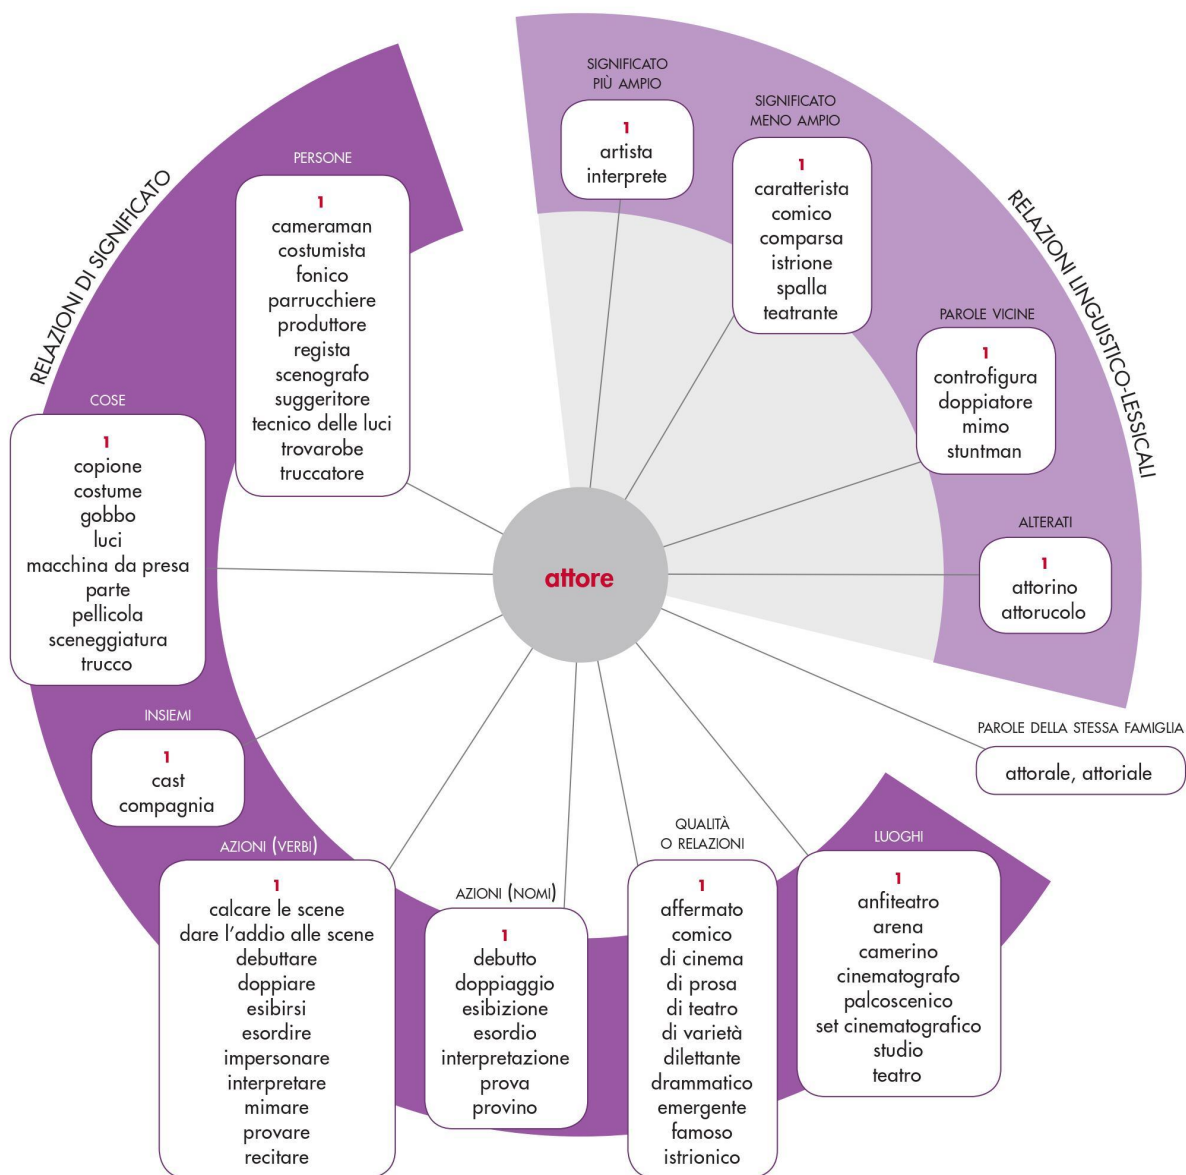 RELAZIONI DI SIGNIFICATO
PERSONE
1
cameraman
costumista
fonico
parrucchiere
produttore
regista
scenografo
suggeritore
tecnico delle luci
trovarobe
truccatore
COSE
1
copione
costume
gobbo
luci
macchina da presa
parte
pellicola
sceneggiatura
trucco
INSIEMI
1
cast
compagnia
AZIONI (VERBI)
1
calcare le scene
dare l'addio alle scene
debuttare
doppiare
esibirsi
esordire
impersonare
interpretare
mimare
provare
recitare
AZIONI (NOMI)
1
debutto
doppiaggio
esibizione
esordio
interpretazione
prova
provino
QUALITÀ
O RELAZIONI
1
affermato
comico
di cinema
di prosa
di teatro
di varietà
dilettante
drammatico
emergente
famoso
istrionico
LUOGHI
1
anfiteatro
arena
camerino
cinematografo
palcoscenico
set cinematografico
studio
teatro
attore
RELAZIONI LINGUISTICO-LESSICALI
SIGNIFICATO
PIÙ AMPIO
1
artista
interprete
SIGNIFICATO
MENO AMPIO
1
caratterista
comico
comparsa
istrione
spalla
teatrante
PAROLE VICINE
1
controfigura
doppiatore
mimo
stuntman
ALTERATI
1
attorino
attorucolo
PAROLE DELLA STESSA FAMIGLIA
attorale, attoriale